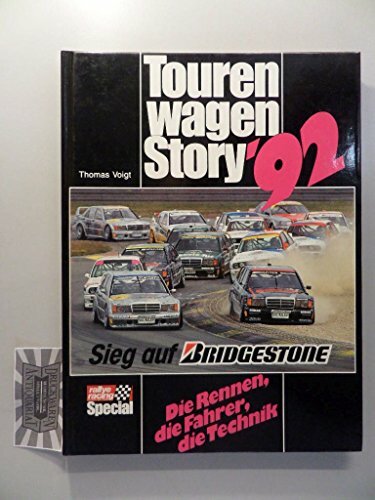 Touren
wagen
Story '92
Thomas Voigt
Sieg auf BRIDGESTONE
rallye
racing
Special
Die Rennen,
die Fahrer,
die Technik